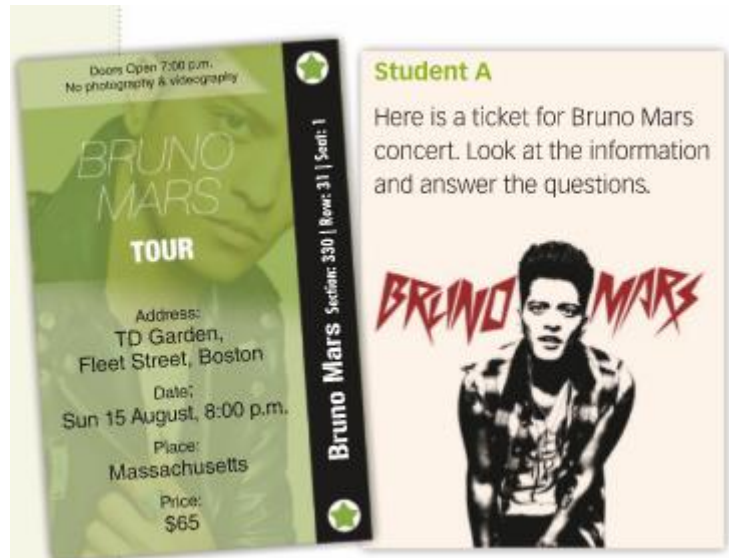 Doors Open 7:00 p.m.
No photography & videography
BRUNO
MARS
TOUR
Address:
TD Garden,
Fleet Street, Boston
Date:
Sun 15 August, 8:00 p.m.
Place:
Massachusetts
Price:
$65
Bruno Mars Section: 330 | Row: 31 | Seat: 1
Student A
Here is a ticket for Bruno Mars
concert. Look at the information
and answer the questions.
BRUNO MARS